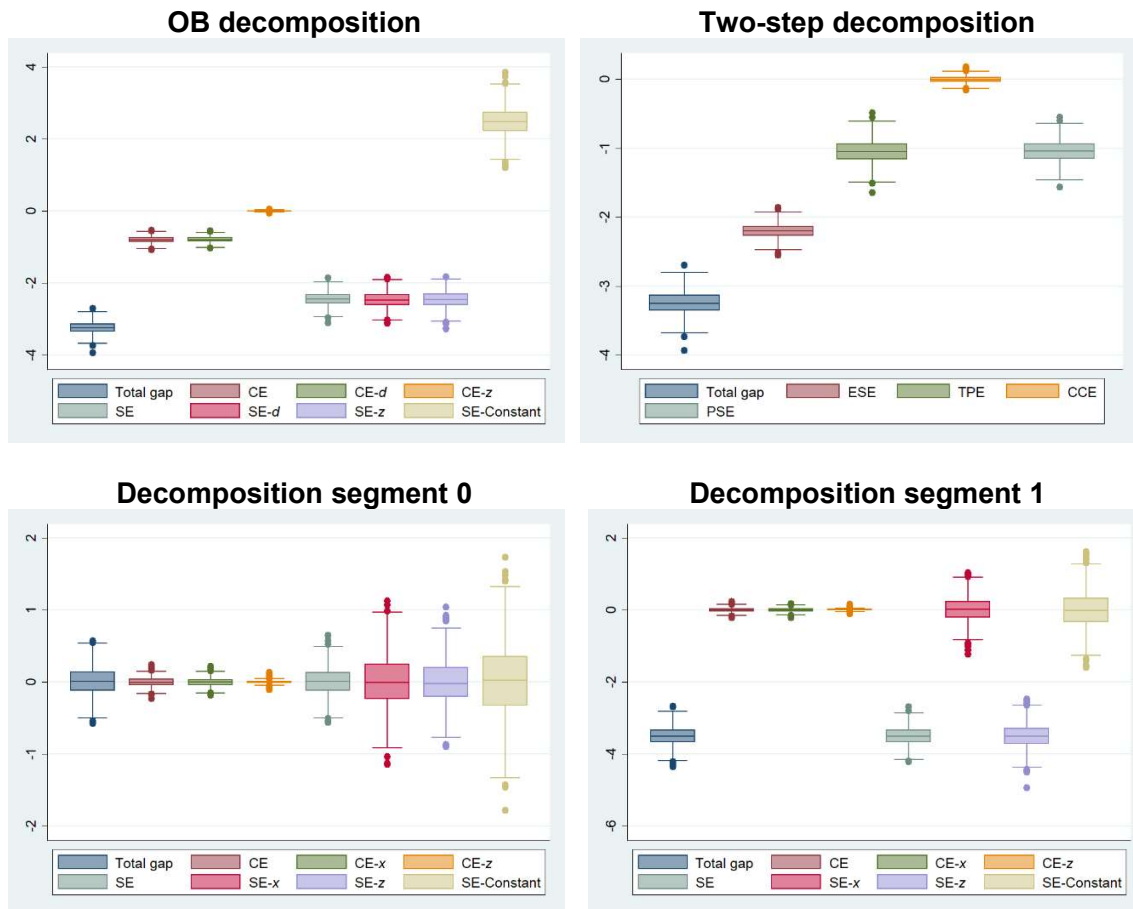 OB decomposition
4
2
0
-2
-4
Total gap CE CE-d CE-z
SE SE-d SE-z SE-Constant
Two-step decomposition
0
-1
-2
-3
-4
Total gap ESE TPE CCE
PSE
Decomposition segment 0
2
1
0
-1
-2
Total gap CE CE-x CE-z
SE SE-x SE-z SE-Constant
Decomposition segment 1
2
0
-2
-4
-6
Total gap CE CE-x CE-z
SE SE-x SE-z SE-Constant